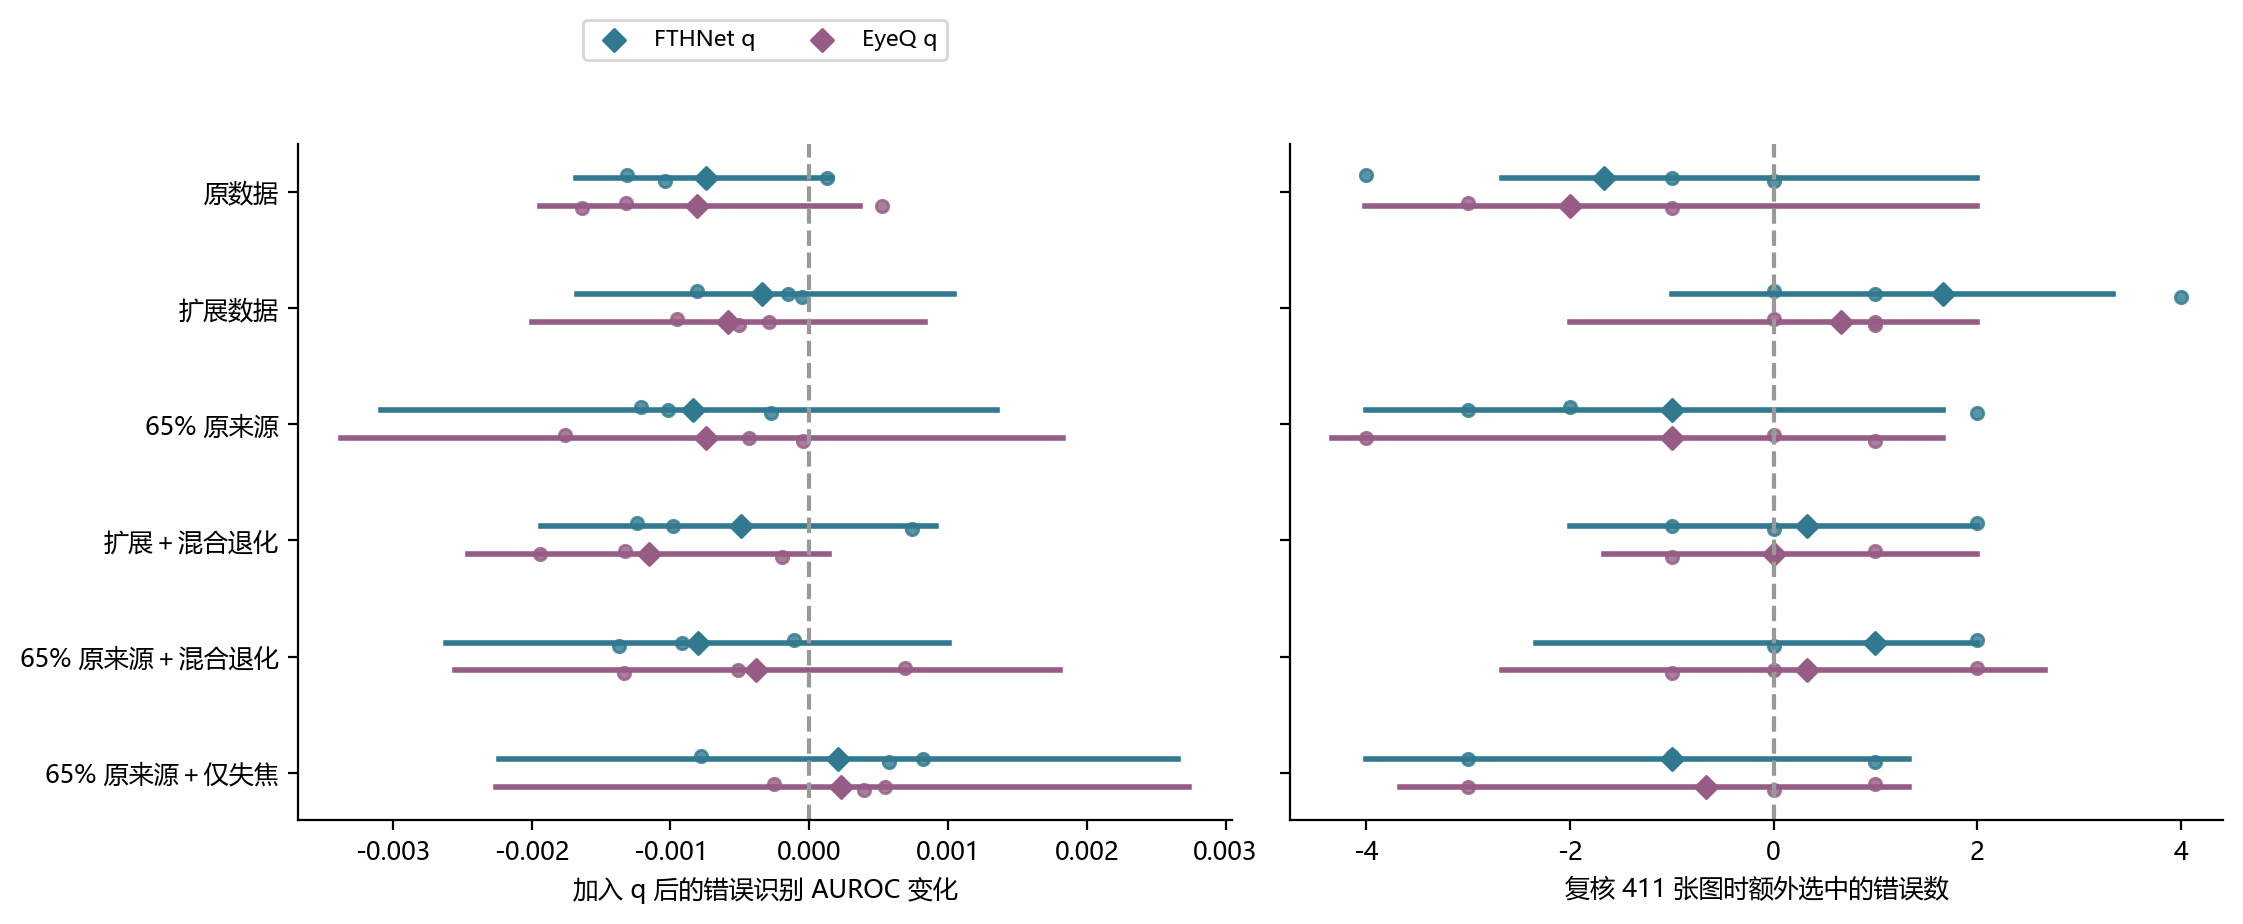 FTHNet q
EyeQ q
原数据
扩展数据
65% 原来源
扩展 + 混合退化
65% 原来源 + 混合退化
65% 原来源 + 仅失焦
-0.003 -0.002 -0.001 0.000 0.001 0.002 0.003
加入 q 后的错误识别 AUROC 变化
-4 -2 0 2 4
复核 411 张图时额外选中的错误数